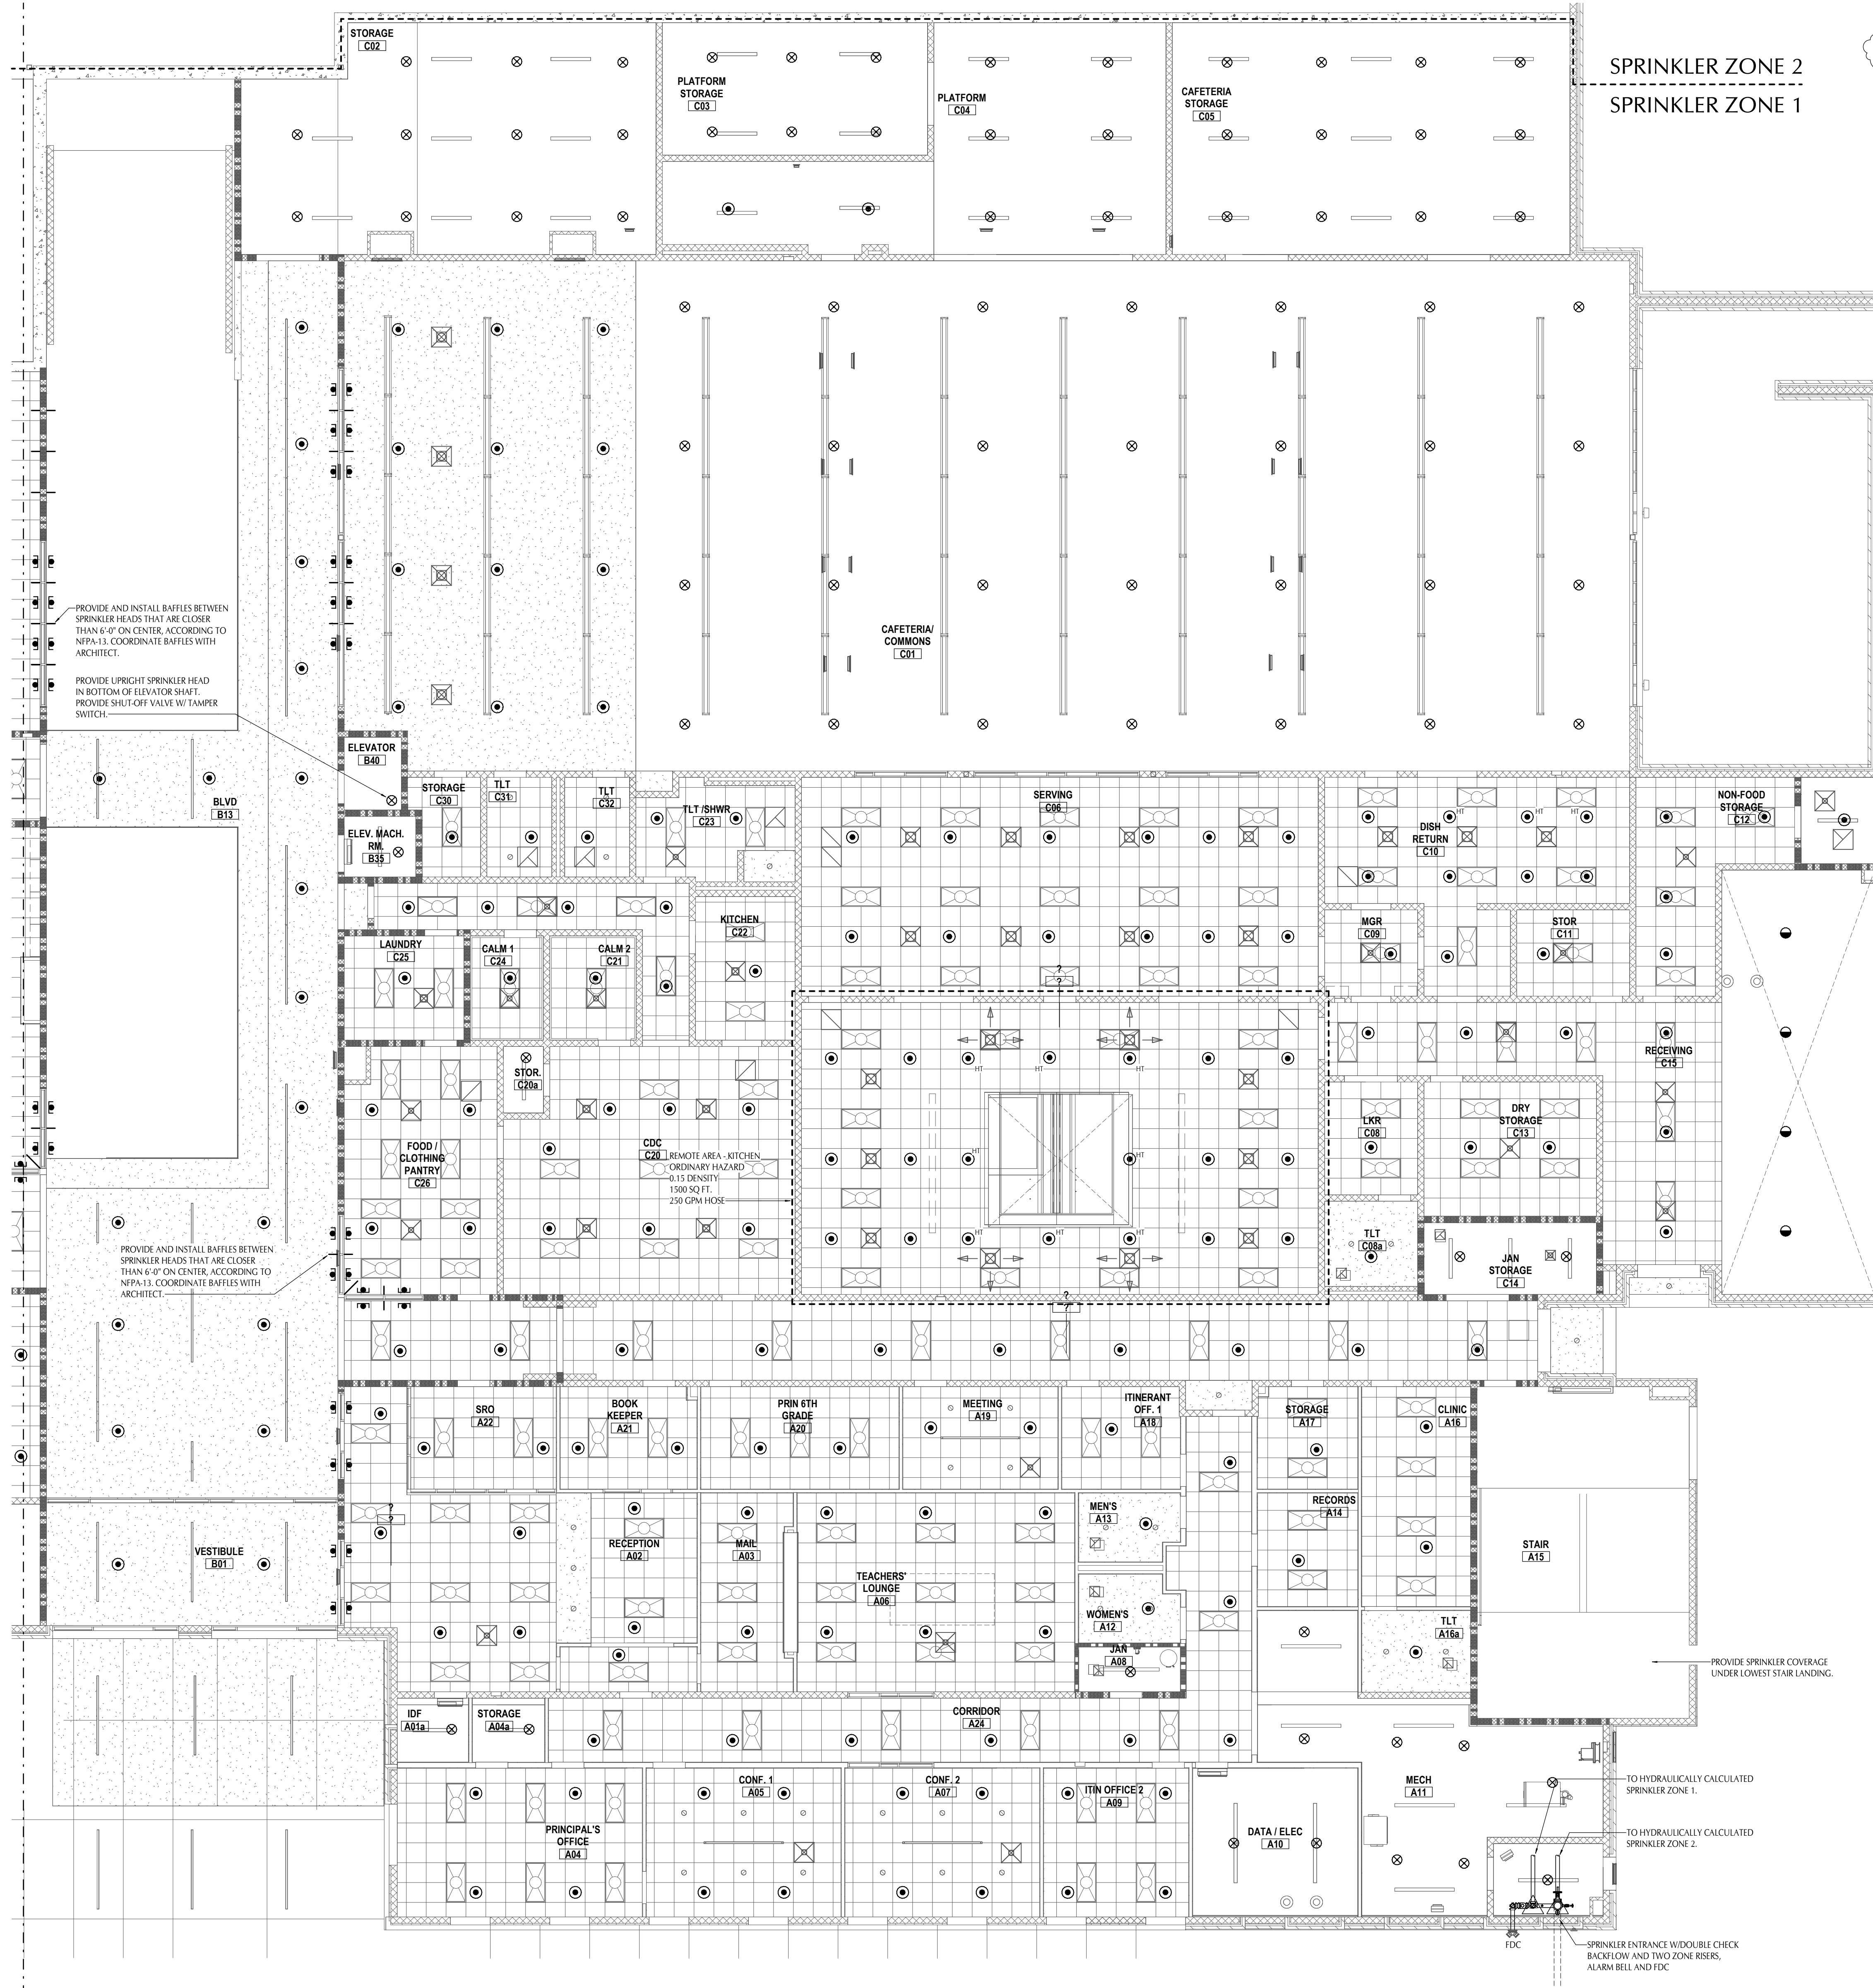 STORAGE
C02
PLATFORM
STORAGE
C03
PLATFORM
C04
CAFETERIA
STORAGE
C05
SPRINKLER ZONE 2
SPRINKLER ZONE 1
PROVIDE AND INSTALL BAFFLES BETWEEN
SPRINKLER HEADS THAT ARE CLOSER
THAN 6'-0" ON CENTER, ACCORDING TO
NFPA-13. COORDINATE BAFFLES WITH
ARCHITECT.
CAFETERIA/
COMMONS
C01
PROVIDE UPRIGHT SPRINKLER HEAD
IN BOTTOM OF ELEVATOR SHAFT.
PROVIDE SHUT-OFF VALVE W/ TAMPER
SWITCH.
ELEVATOR
B40
BLVD
B13
ELEV. MACH.
RM.
B35
STORAGE
C30
TLT
C31
TLT
C32
TLT /SHWR
C23
SERVING
C06
DISH
RETURN
C10
HT
HT
HT
NON-FOOD
STORAGE
C12
KITCHEN
C22
MGR
C09
STOR
C11
LAUNDRY
C25
CALM 1
C24
CALM 2
C21
?
?
STOR.
C20a
HT
HT
HT
RECEIVING
C15
FOOD /
CLOTHING
PANTRY
C26
CDC
C20
REMOTE AREA - KITCHEN
ORDINARY HAZARD
0.15 DENSITY
1500 SQ FT.
250 GPM HOSE
HT
HT
LKR
C08
DRY
STORAGE
C13
HT
HT
HT
TLT
C08a
JAN
STORAGE
C14
PROVIDE AND INSTALL BAFFLES BETWEEN
SPRINKLER HEADS THAT ARE CLOSER
THAN 6'-0" ON CENTER, ACCORDING TO
NFPA-13. COORDINATE BAFFLES WITH
ARCHITECT.
?
?
SRO
A22
BOOK
KEEPER
A21
PRIN 6TH
GRADE
A20
MEETING
A19
ITINERANT
OFF. 1
A18
STORAGE
A17
CLINIC
A16
?
?
VESTIBULE
B01
RECEPTION
A02
MAIL
A03
TEACHERS'
LOUNGE
A06
MEN'S
A13
RECORDS
A14
STAIR
A15
WOMEN'S
A12
JAN
A08
TLT
A16a
PROVIDE SPRINKLER COVERAGE
UNDER LOWEST STAIR LANDING.
IDF
A01a
STORAGE
A04a
CORRIDOR
A24
PRINCIPAL'S
OFFICE
A04
CONF. 1
A05
CONF. 2
A07
ITIN OFFICE 2
A09
DATA / ELEC
A10
MECH
A11
TO HYDRAULICALLY CALCULATED
SPRINKLER ZONE 1.
TO HYDRAULICALLY CALCULATED
SPRINKLER ZONE 2.
FDC
SPRINKLER ENTRANCE W/DOUBLE CHECK
BACKFLOW AND TWO ZONE RISERS,
ALARM BELL AND FDC